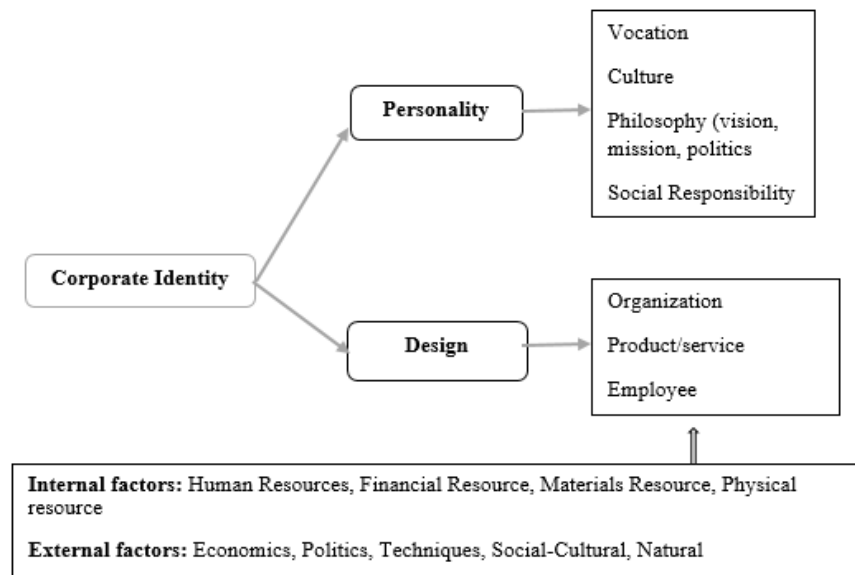 Vocation
Culture
Personality
Philosophy (vision,
mission, politics
Social Responsibility
Corporate Identity
Organization
Design
Product/service
Employee
Internal factors: Human Resources, Financial Resource, Materials Resource, Physical
resource
External factors: Economics, Politics, Techniques, Social-Cultural, Natural